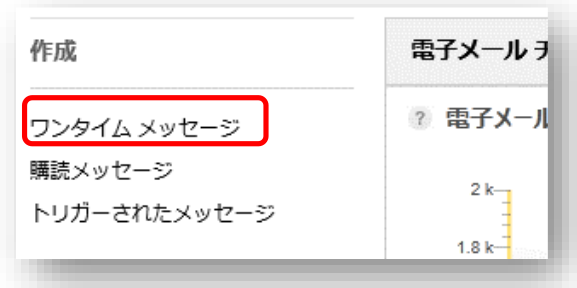 作成
ワンタイム メッセージ
購読メッセージ
トリガーされたメッセージ
電子メール チ
? 電子メール
2 k
1.8 k